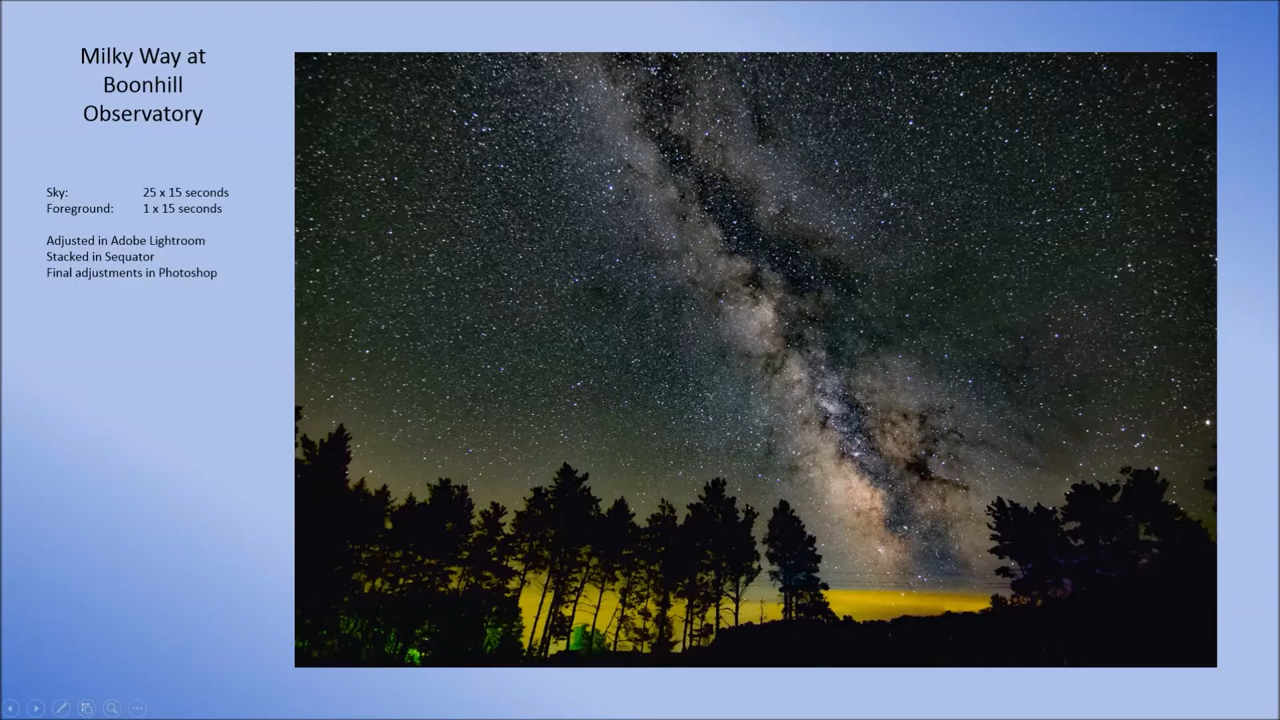 Milky Way at
Boonhill
Observatory
Sky: 25 x 15 seconds
Foreground: 1 x 15 seconds
Adjusted in Adobe Lightroom
Stacked in Sequator
Final adjustments in Photoshop